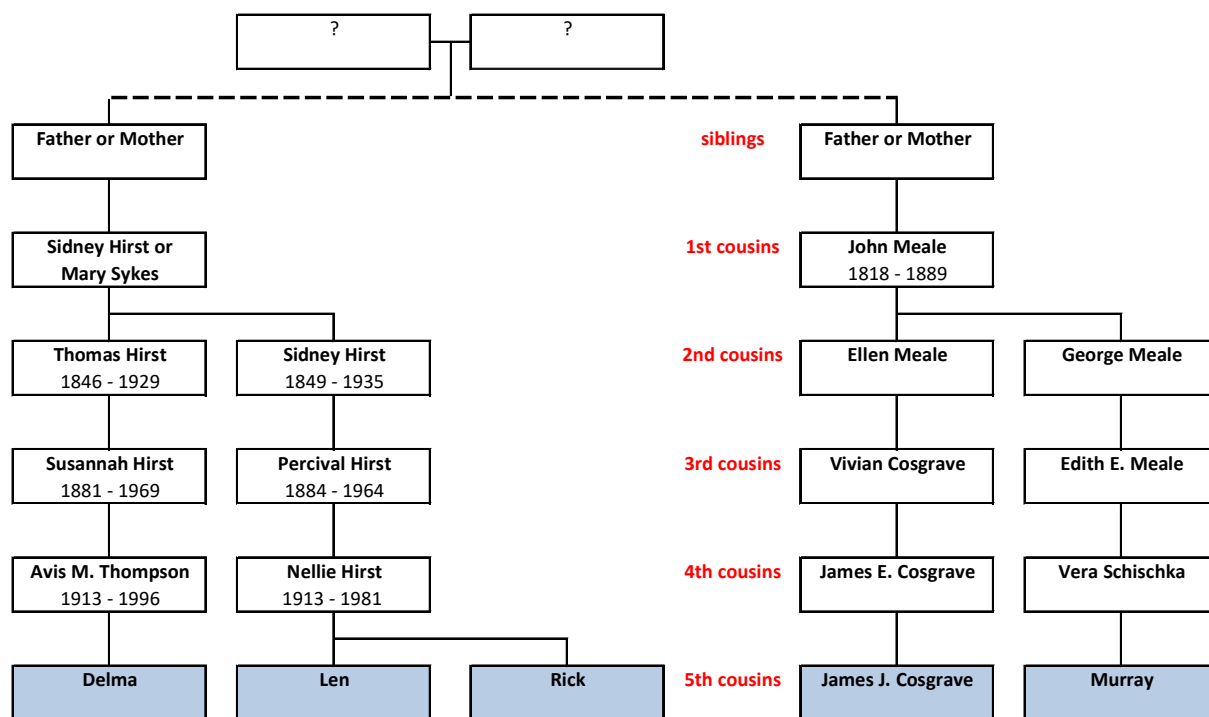 ? ?
Father or Mother siblings Father or Mother
Sidney Hirst or 1st cousins John Meale
Mary Sykes 1818 - 1889
Thomas Hirst Sidney Hirst 2nd cousins Ellen Meale George Meale
1846 - 1929 1849 - 1935
Susannah Hirst Percival Hirst 3rd cousins Vivian Cosgrave Edith E. Meale
1881 - 1969 1884 - 1964
Avis M. Thompson Nellie Hirst 4th cousins James E. Cosgrave Vera Schischka
1913 - 1996 1913 - 1981
Delma Len Rick 5th cousins James J. Cosgrave Murray